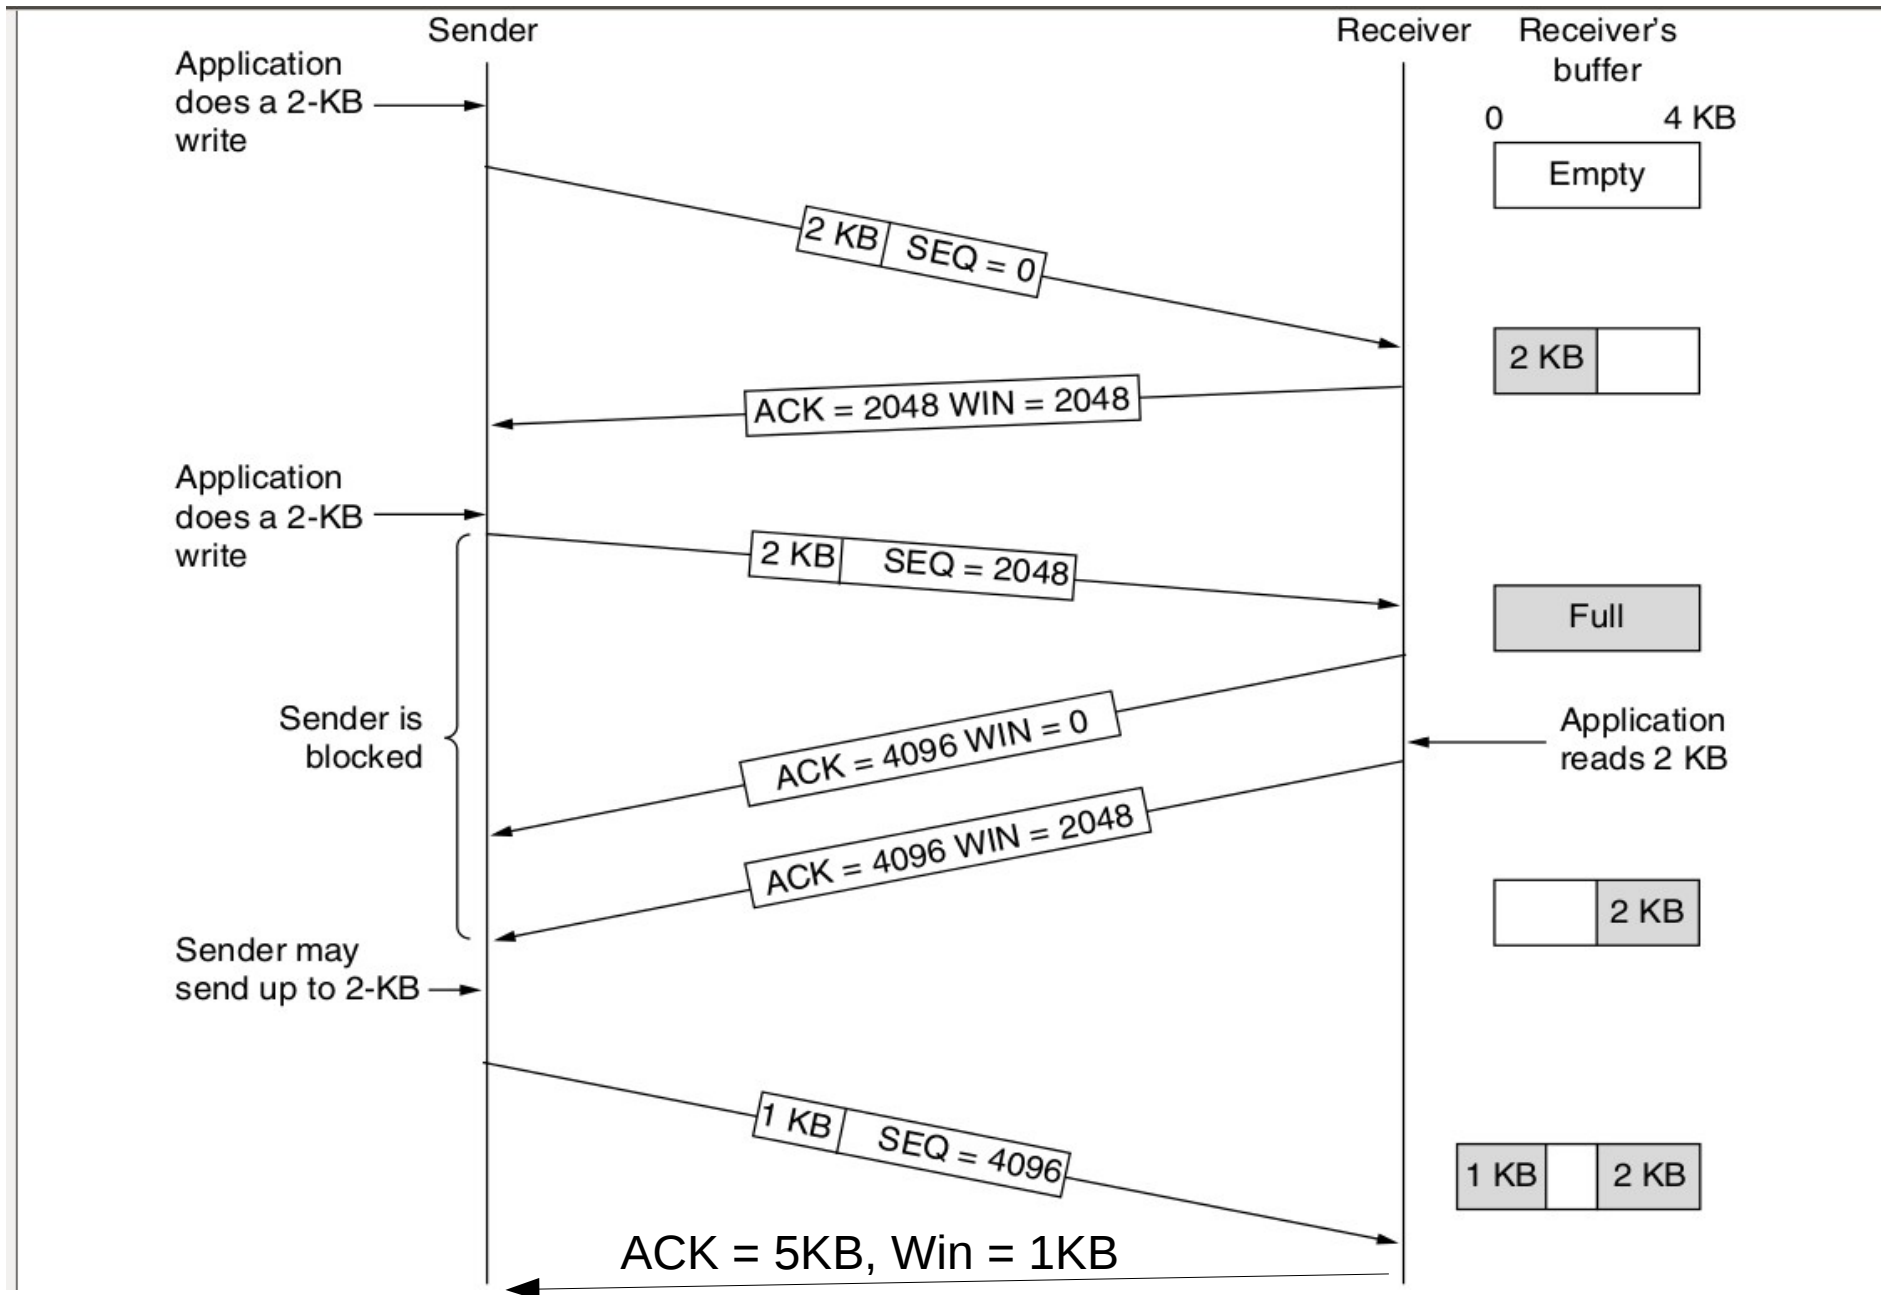 Sender
Receiver
Receiver's
buffer
Application
does a 2-KB
write
0
4 KB
Empty
2 KB
SEQ = 0
2 KB
ACK = 2048 WIN = 2048
Application
does a 2-KB
write
2 KB
SEQ = 2048
Full
Sender is
blocked
ACK = 4096 WIN = 0
Application
reads 2 KB
ACK = 4096 WIN = 2048
2 KB
Sender may
send up to 2-KB
1 KB
SEQ = 4096
1 KB
2 KB
ACK = 5KB, Win = 1KB